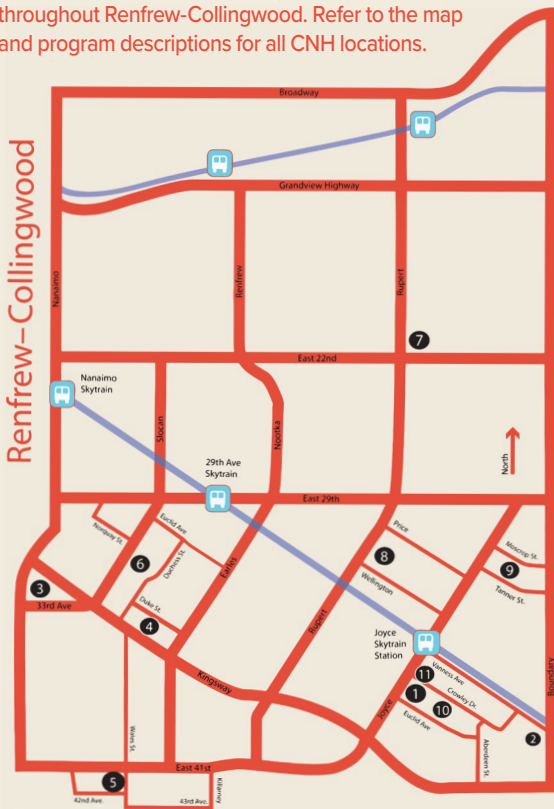 throughout Renfrew-Collingwood. Refer to the map
and program descriptions for all CNH locations.
Renfrew–Collingwood
Broadway
Grandview Highway
Nanaimo
Renfrew
Rupert
7
East 22nd
Nanaimo
Skytrain
Slocan
Nootka
North
29th Ave
Skytrain
East 29th
Norquay St.
Euclid Ave
Price
Moscrop St.
6
Duchess St.
Earles
8
9
3
Wellington
Tanner St.
33rd Ave
Duke St.
4
Rupert
Joyce
Skytrain
Station
Boundary
11
Vanness Ave
Kingsway
1
Crowley Dr.
10
Joyce
Euclid Ave
2
Wales St.
Aberdeen St.
East 41st
5
42nd Ave.
43rd Ave.
Killarney